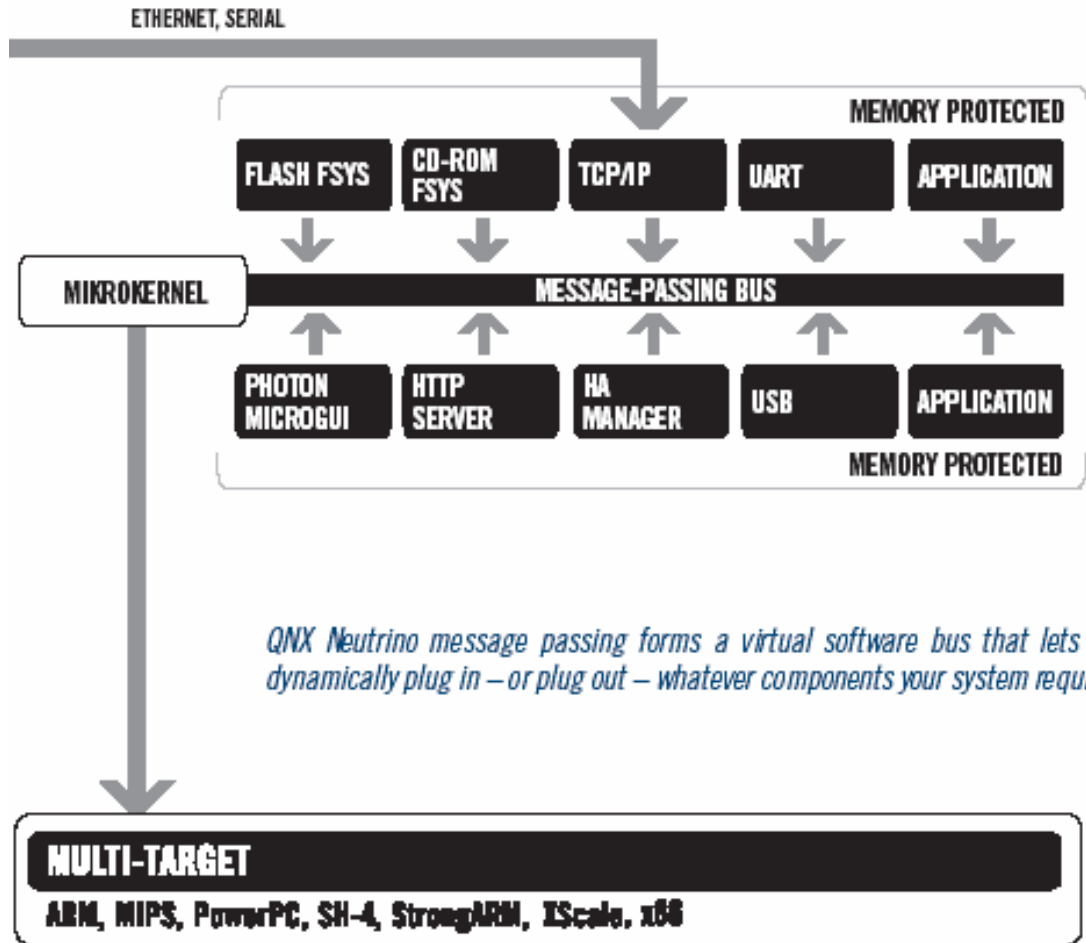 ETHERNET, SERIAL
MEMORY PROTECTED
FLASH FSYS
CD-ROM
FSYS
TCP/IP
UART
APPLICATION
MIKROKERNEL
MESSAGE-PASSING BUS
PHOTON
MICROGUI
HTTP
SERVER
HA
MANAGER
USB
APPLICATION
MEMORY PROTECTED
QNX Neutrino message passing forms a virtual software bus that lets
dynamically plug in – or plug out – whatever components your system requi
MULTI-TARGET
ARM, MIPS, PowerPC, SH-4, StrongARM, XScale, x86